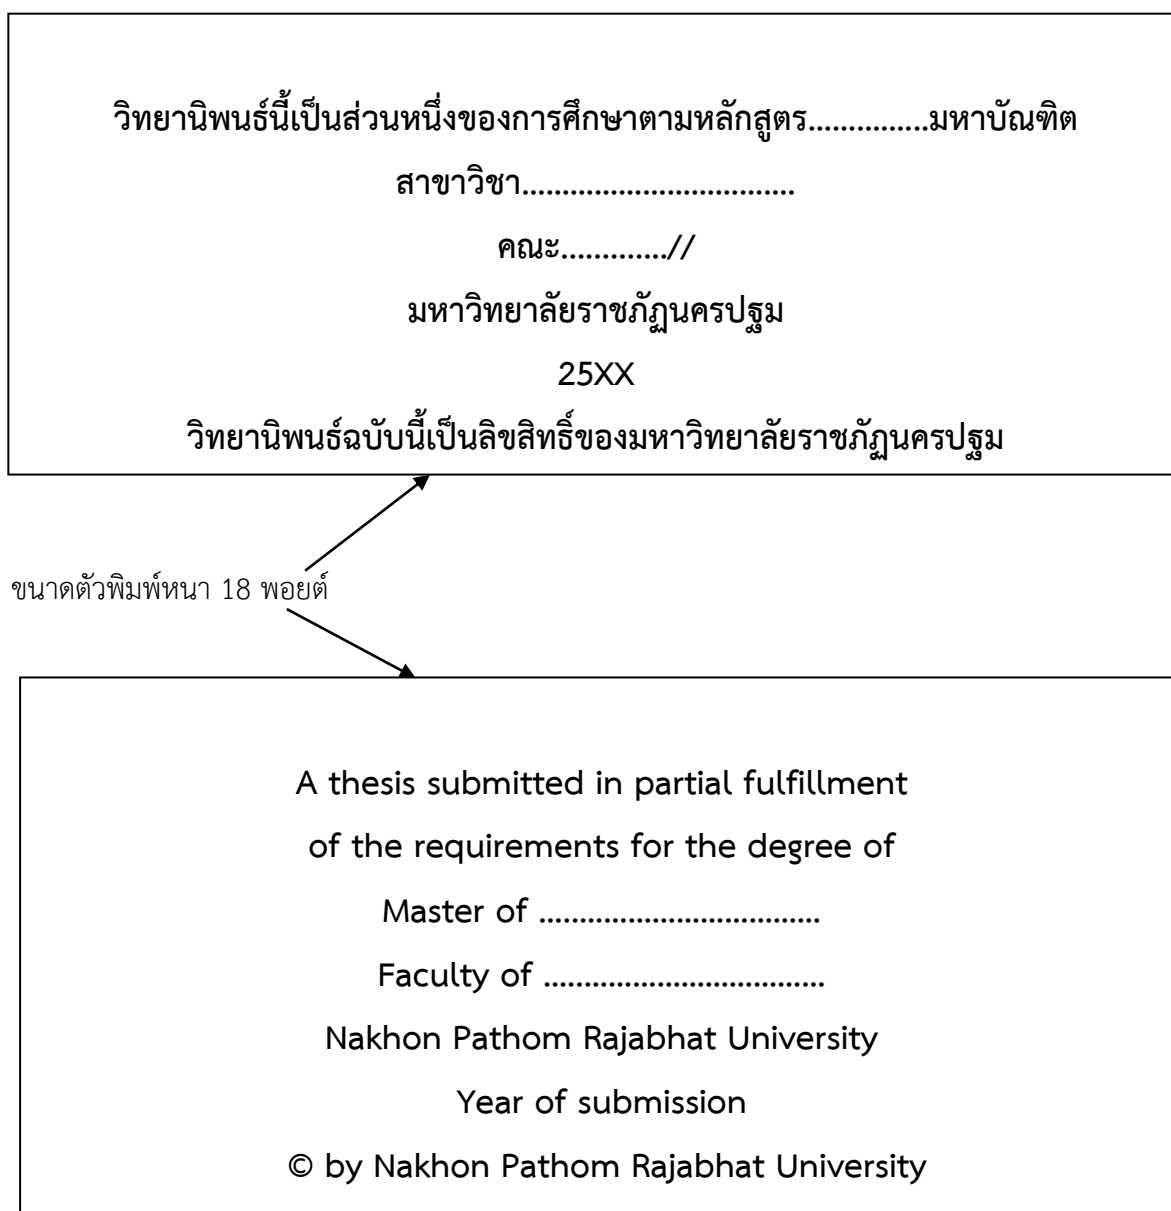 วิทยานิพนธ์นี้เป็นส่วนหนึ่งของการศึกษาตามหลักสูตร...............มหาบัณฑิต
สาขาวิชา..................................
คณะ.............//
มหาวิทยาลัยราชภัฏนครปฐม
25XX
วิทยานิพนธ์ฉบับนี้เป็นลิขสิทธิ์ของมหาวิทยาลัยราชภัฏนครปฐม
ขนาดตัวพิมพ์หนา 18 พอยต์
A thesis submitted in partial fulfillment
of the requirements for the degree of
Master of ..................................
Faculty of ..................................
Nakhon Pathom Rajabhat University
Year of submission
© by Nakhon Pathom Rajabhat University